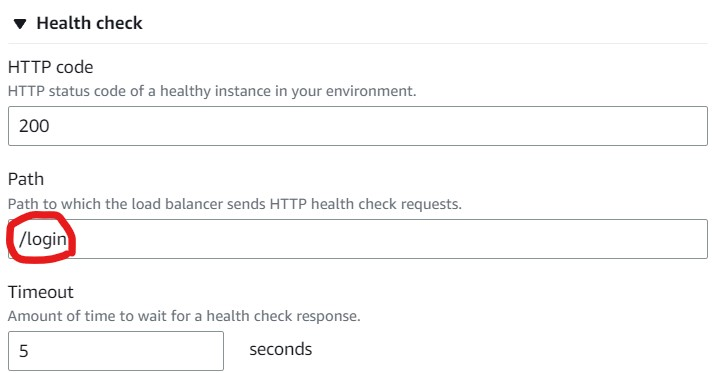 Health check
HTTP code
HTTP status code of a healthy instance in your environment.
200
Path
Path to which the load balancer sends HTTP health check requests.
/login
Timeout
Amount of time to wait for a health check response.
5 seconds